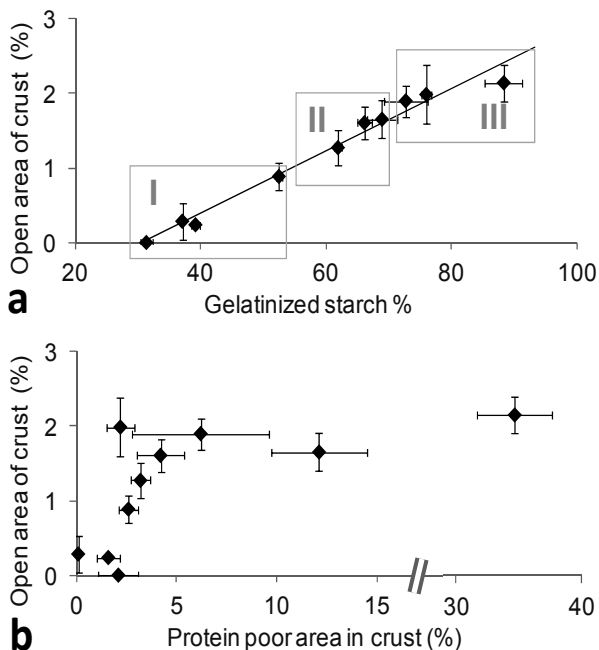 3
Open area of crust (%)
2
1
0
I
II
III
20
40
60
80
100
a
Gelatinized starch %
3
Open area of crust (%)
2
1
0
0
5
10
15
30
40
b
Protein poor area in crust (%)